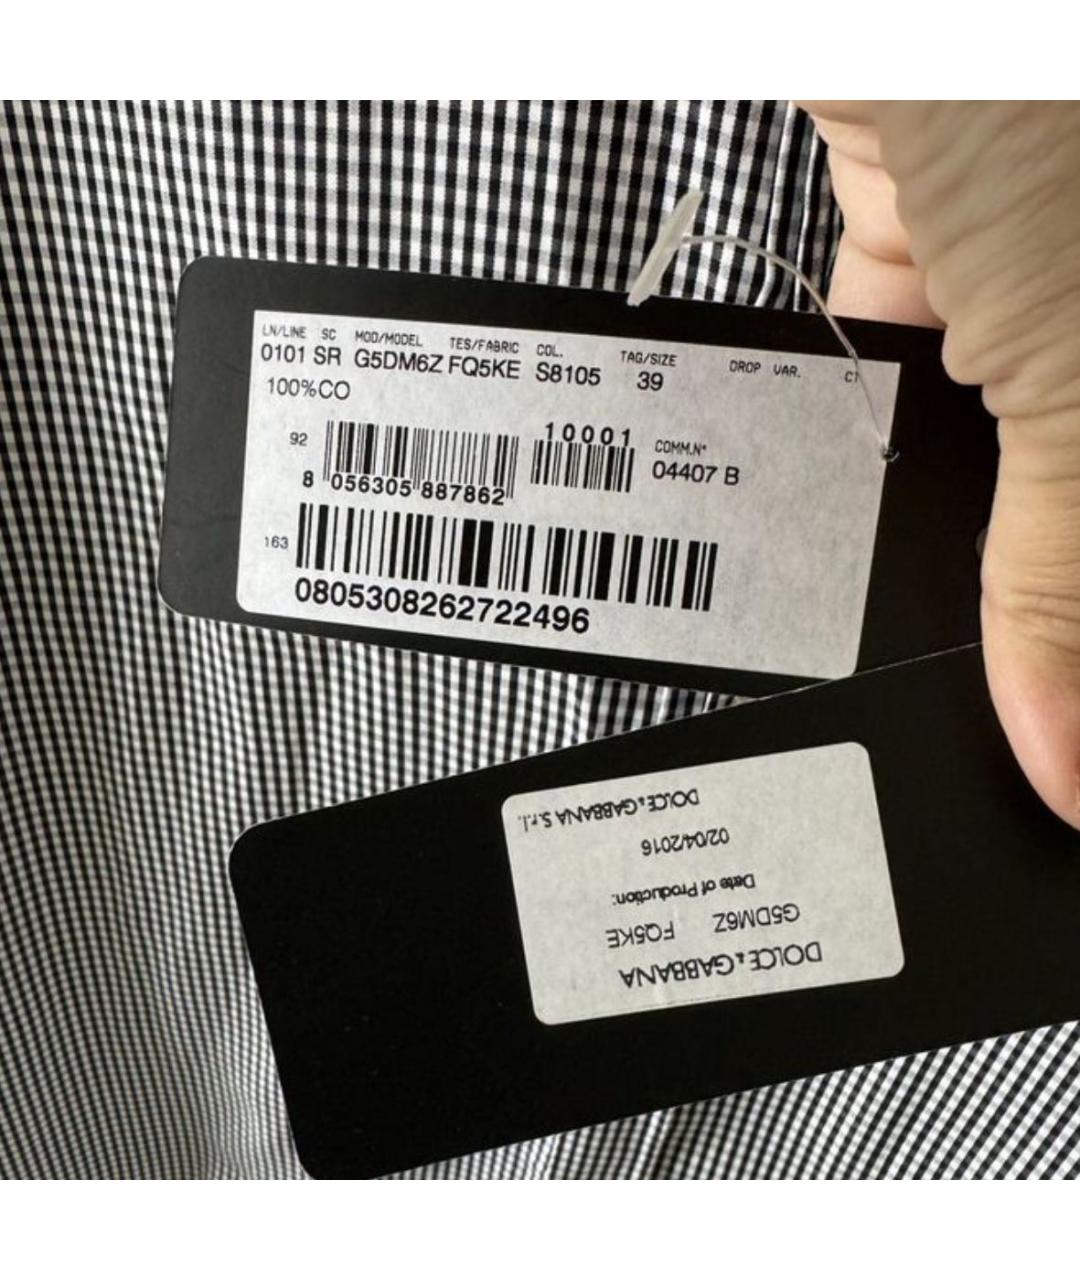 LN/LINE SC MOD/MODEL TES/FABRIC COL. TAG/SIZE DROP VAR. CT
0101 SR G5DM6Z FQ5KE S8105 39
100%CO
92
10001
8 056305 887862
COMM.N°
04407 B
163
0805308262722496
DOLCE & GABBANA
G5DM6Z FQ5KE
Date of Production:
02/04/2016
DOLCE & GABBANA S.r.l.